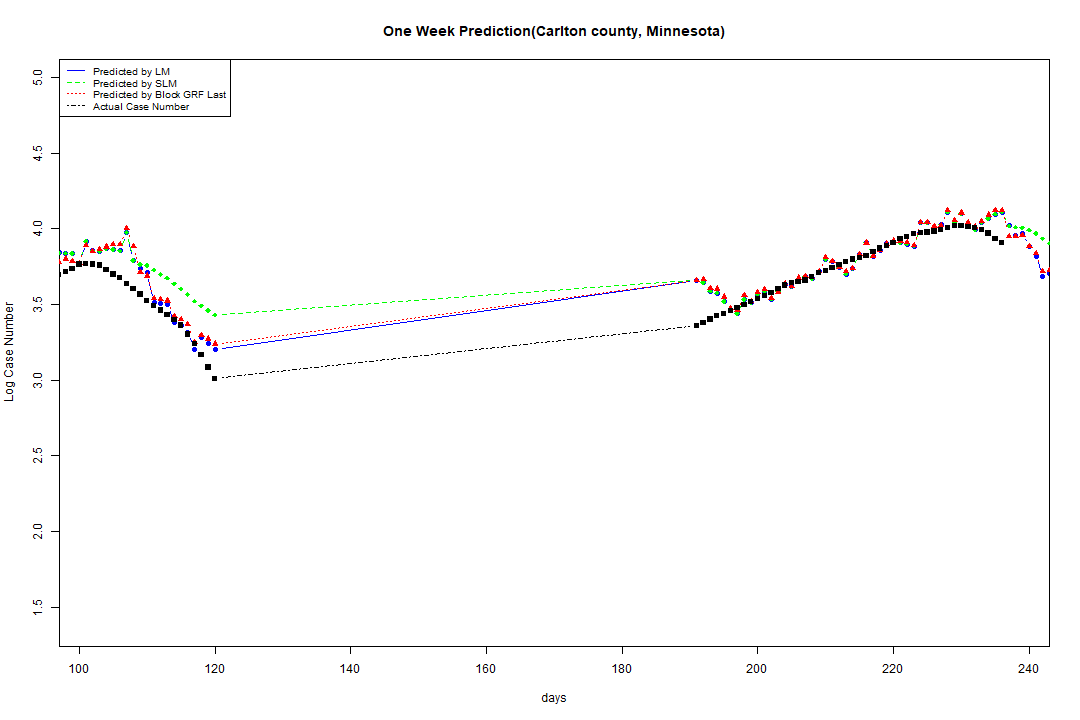 One Week Prediction(Carlton county, Minnesota)
Predicted by LM
Predicted by SLM
Predicted by Block GRF Last
Actual Case Number
Log Case Number
5.0
4.5
4.0
3.5
3.0
2.5
2.0
1.5
100 120 140 160 180 200 220 240
days